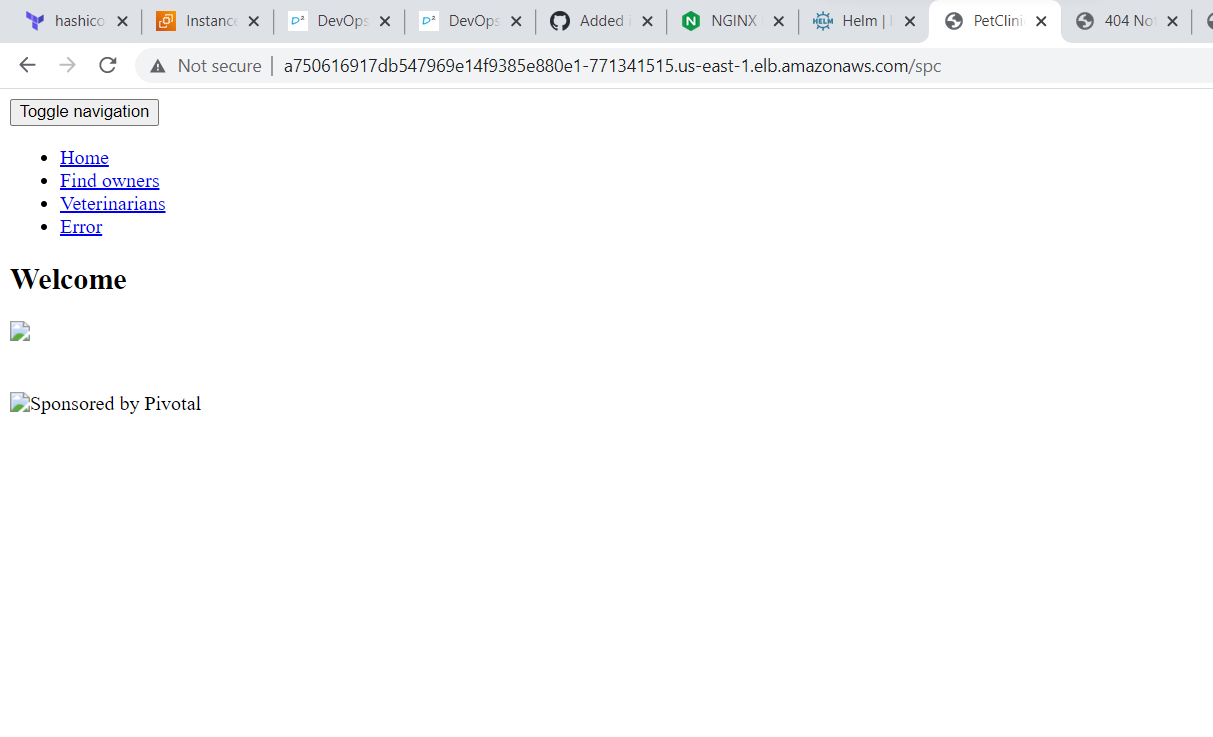 hashico
Instance
DevOps
DevOps
Added i
NGINX
Helm |
PetClini
404 Not
Not secure | a750616917db547969e14f9385e880e1-771341515.us-east-1.elb.amazonaws.com/spc
Toggle navigation
Home
Find owners
Veterinarians
Error
Welcome
Sponsored by Pivotal